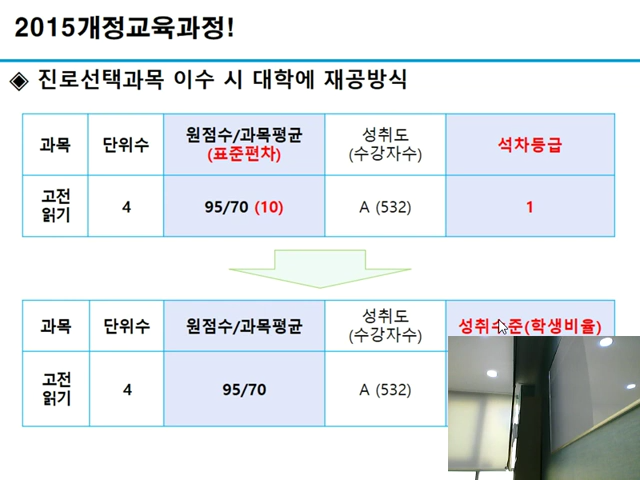 2015개정교육과정!
◈ 진로선택과목 이수 시 대학에 재공방식
과목 단위수 원점수/과목평균 (표준편차) 성취도 (수강자수) 석차등급
고전 읽기 4 95/70 (10) A (532) 1
과목 단위수 원점수/과목평균 성취도 (수강자수) 성취수준(학생비율)
고전 읽기 4 95/70 A (532)